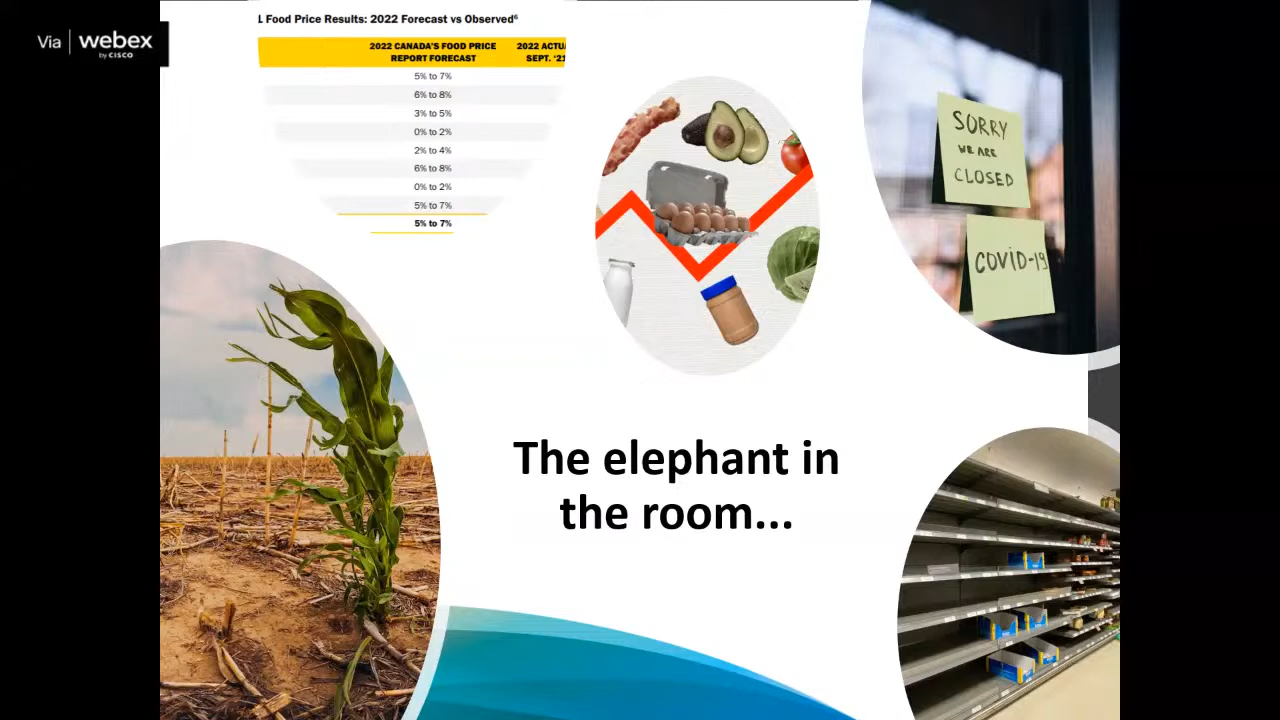 Via webex
by CISCO
Food Price Results: 2022 Forecast vs Observed⁶
2022 CANADA'S FOOD PRICE
REPORT FORECAST
2022 ACTU
SEPT. '21
5% to 7%
6% to 8%
3% to 5%
0% to 2%
2% to 4%
6% to 8%
0% to 2%
5% to 7%
5% to 7%
SORRY
WE ARE
CLOSED
COVID-19
The elephant in
the room...